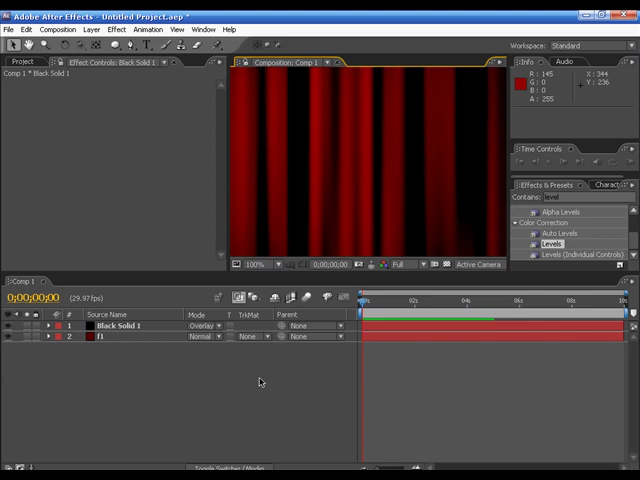 Adobe After Effects - Untitled Project.aep *
File Edit Composition Layer Effect Animation View Window Help
Workspace: Standard
Project Effect Controls: Black Solid 1
Comp 1 * Black Solid 1
Composition: Comp 1
Info Audio
R : 145 X : 344
G : 0 Y : 236
B : 0
A : 255
Time Controls
Effects & Presets Charact
Contains: level
Alpha Levels
Color Correction
Auto Levels
Levels
Levels (Individual Controls)
100% 0;00;00;00 Full Active Camera
Comp 1
0;00;00;00 (29.97fps)
02s 04s 06s 08s 10s
# Source Name Mode T TrkMat Parent
1 Black Solid 1 Overlay None
2 f1 Normal None None
Toggle Switches / Modes